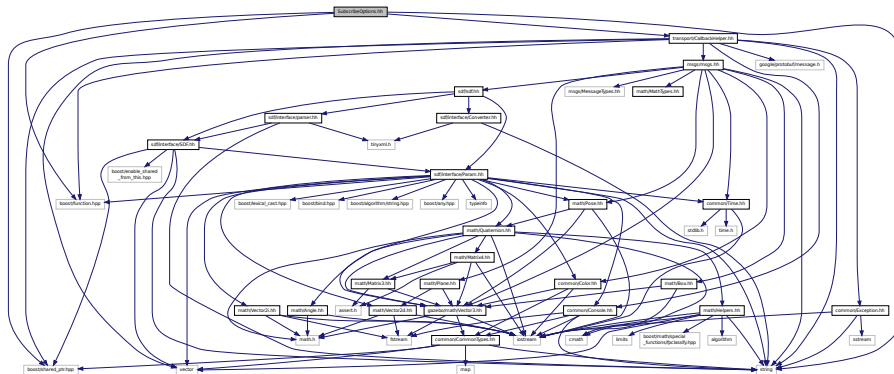 SubscribeOptions.hh
transport/CallbackHelper.hh
msgs/msgs.hh
google/protobuf/message.h
sdf/sdf.hh
msgs/MessageTypes.hh
math/MathTypes.hh
sdf/interface/parser.hh
sdf/interface/Converter.hh
sdf/interface/SDF.hh
tinyxml.h
boost/enable_shared
_from_this.hpp
sdf/interface/Param.hh
boost/function.hpp
boost/lexical_cast.hpp
boost/bind.hpp
boost/algorithm/string.hpp
boost/any.hpp
typeinfo
math/Pose.hh
common/Time.hh
stdlib.h
time.h
math/Quaternion.hh
math/Matrix4.hh
math/Matrix3.hh
math/Plane.hh
common/Color.hh
math/Box.hh
math/Vector2i.hh
math/Angle.hh
assert.h
math/Vector2d.hh
gazebo/math/Vector3.hh
common/Console.hh
math/Helpers.hh
common/Exception.hh
math.h
fstream
common/CommonTypes.hh
iostream
cmath
limits
boost/math/special
_functions/fpclassify.hpp
algorithm
sstream
boost/shared_ptr.hpp
vector
map
string